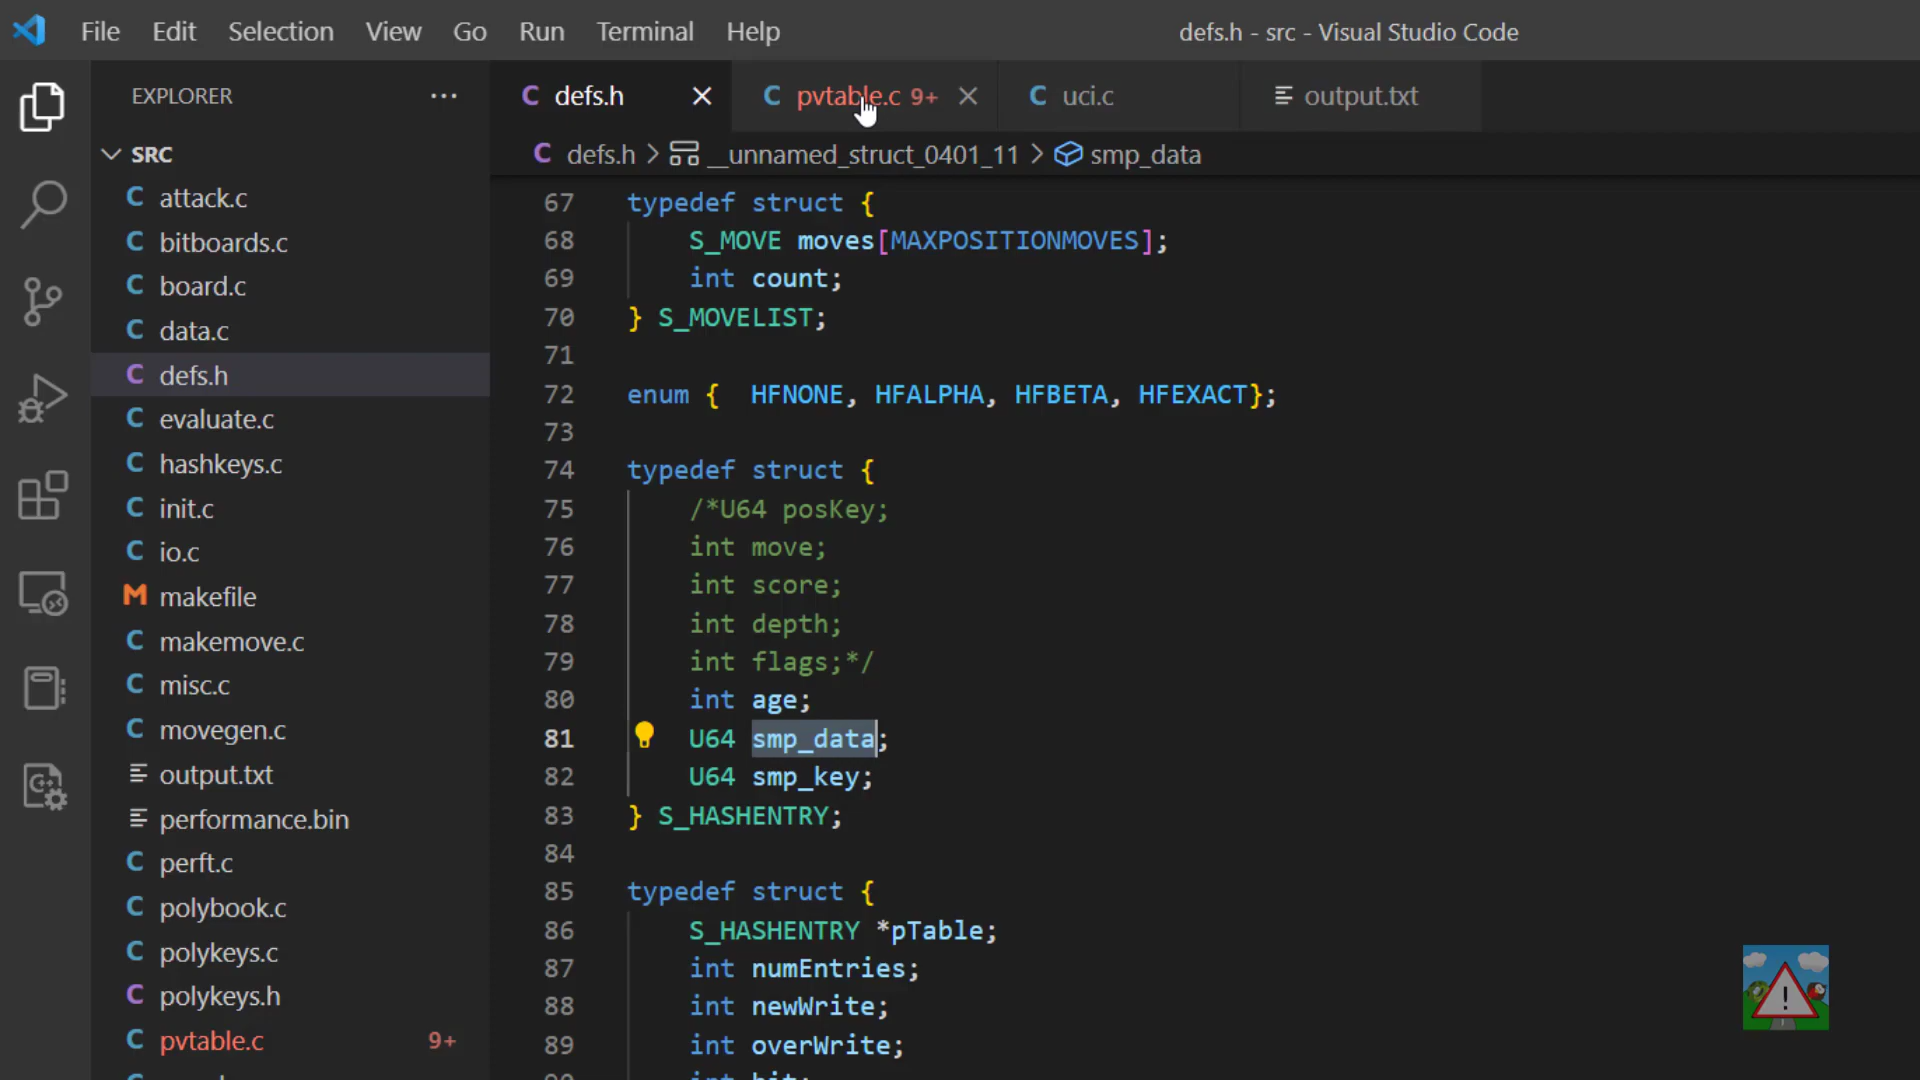 File Edit Selection View Go Run Terminal Help
defs.h - src - Visual Studio Code
EXPLORER
SRC
attack.c
bitboards.c
board.c
data.c
defs.h
evaluate.c
hashkeys.c
init.c
io.c
makefile
makemove.c
misc.c
movegen.c
output.txt
performance.bin
perft.c
polybook.c
polykeys.c
polykeys.h
pvtable.c 9+
defs.h pvtable.c 9+ uci.c output.txt
defs.h > __unnamed_struct_0401_11 > smp_data
67 typedef struct {
68 S_MOVE moves[MAXPOSITIONMOVES];
69 int count;
70 } S_MOVELIST;
71
72 enum {  HFNONE, HFALPHA, HFBETA, HFEXACT};
73
74 typedef struct {
75 /*U64 posKey;
76 int move;
77 int score;
78 int depth;
79 int flags;*/
80 int age;
81 U64 smp_data;
82 U64 smp_key;
83 } S_HASHENTRY;
84
85 typedef struct {
86 S_HASHENTRY *pTable;
87 int numEntries;
88 int newWrite;
89 int overWrite;